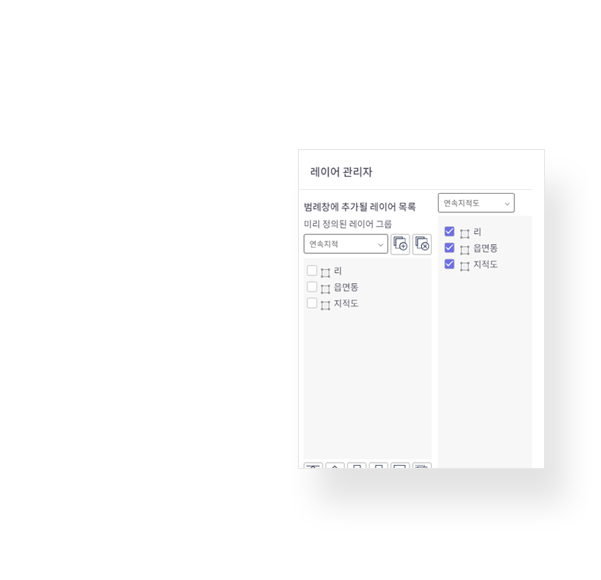 레이어 관리자
범례창에 추가될 레이어 목록
미리 정의된 레이어 그룹
연속지적
리
읍면동
지적도
연속지적도
리
읍면동
지적도